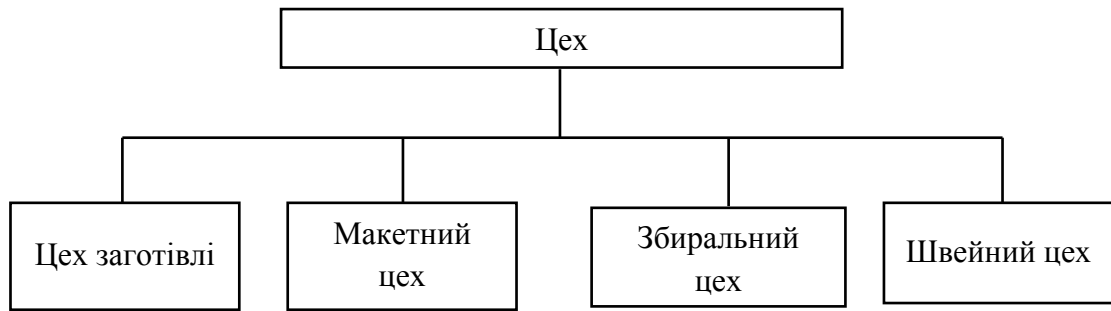 Цех
Цех заготівлі
Макетний
цех
Збиральний
цех
Швейний цех